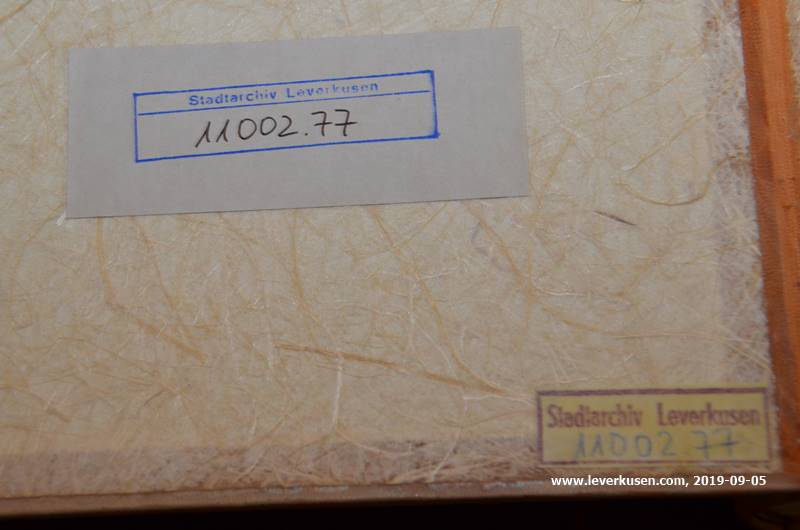 Stadtarchiv Leverkusen
11002.77
Stadtarchiv Leverkusen
11002 77
www.leverkusen.com, 2019-09-05